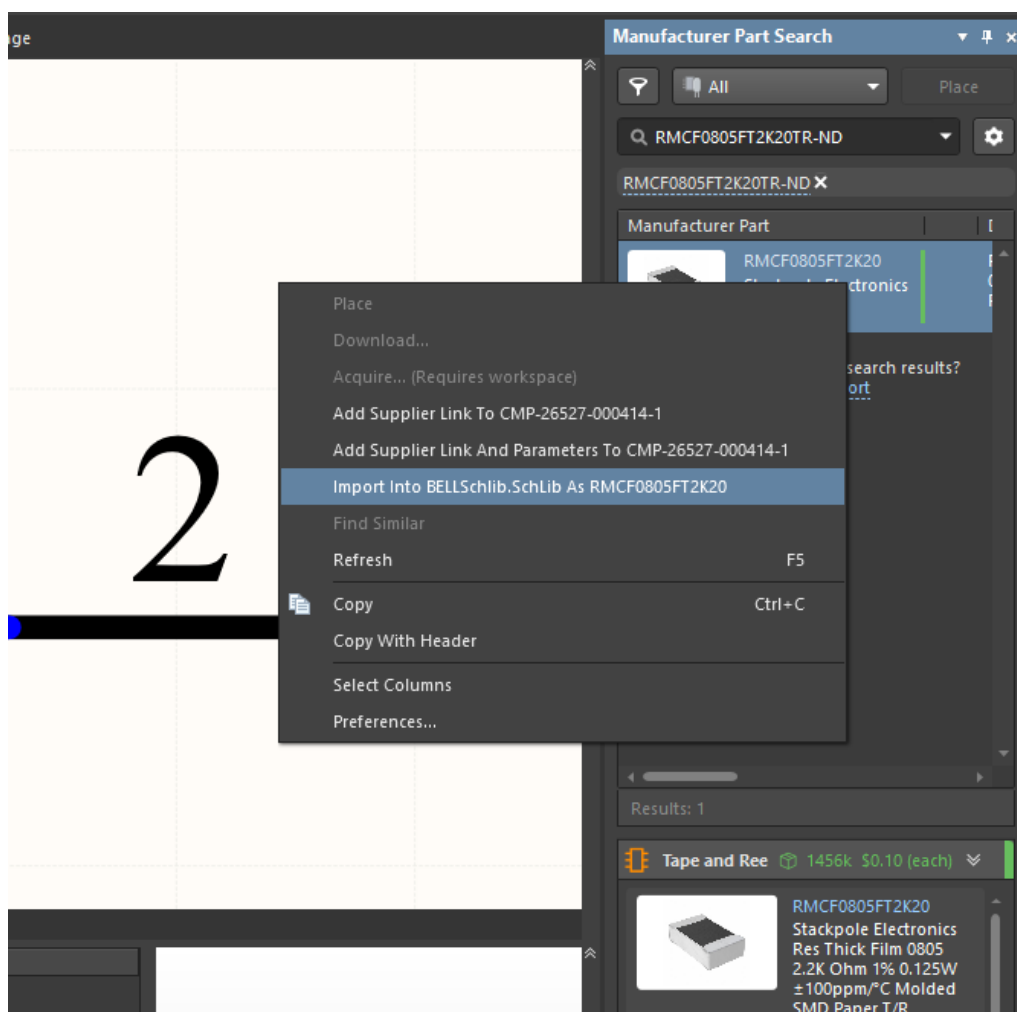 Manufacturer Part Search
All
Place
RMCF0805FT2K20TR-ND
RMCF0805FT2K20TR-ND
Manufacturer Part
RMCF0805FT2K20
Place
Download...
Acquire... (Requires workspace)
Add Supplier Link To CMP-26527-000414-1
Add Supplier Link And Parameters To CMP-26527-000414-1
Import Into BELLSchlib.SchLib As RMCF0805FT2K20
Find Similar
Refresh F5
Copy Ctrl+C
Copy With Header
Select Columns
Preferences...
search results?
2
Results: 1
Tape and Ree 1456k $0.10 (each)
RMCF0805FT2K20
Stackpole Electronics
Res Thick Film 0805
2.2K Ohm 1% 0.125W
±100ppm/°C Molded
SMD Paper T/R